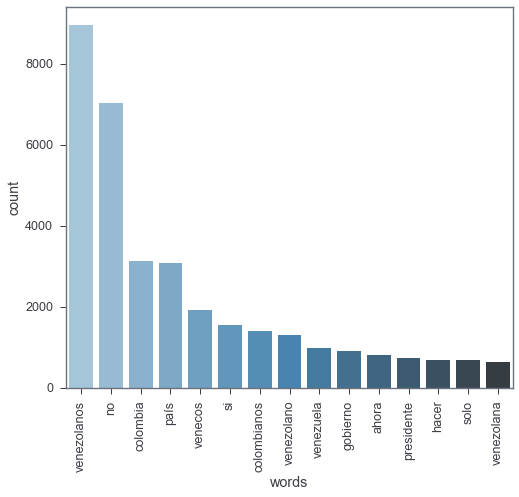 8000
6000
4000
2000
0
count
venezolanos
no
colombia
país
venecos
si
colombianos
venezolano
venezuela
gobierno
ahora
presidente
hacer
solo
venezolana
words